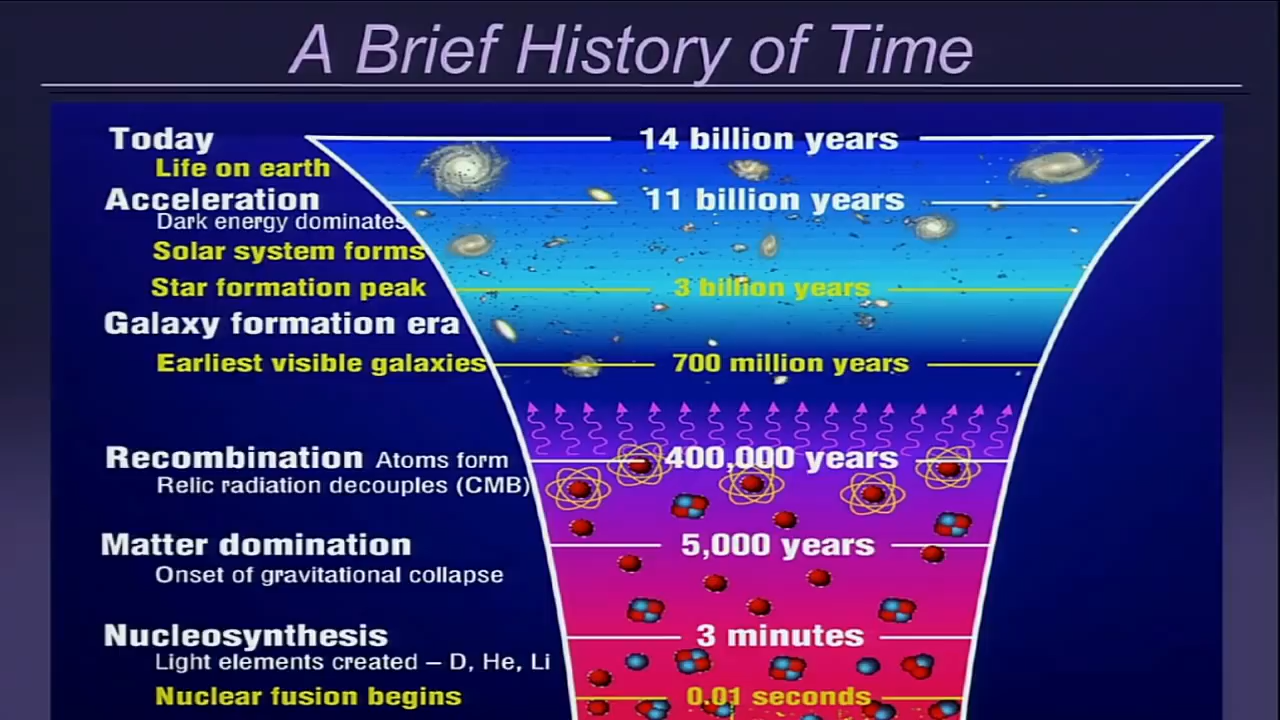 A Brief History of Time
Today 14 billion years
Life on earth
Acceleration 11 billion years
Dark energy dominates
Solar system forms
Star formation peak 3 billion years
Galaxy formation era
Earliest visible galaxies 700 million years
Recombination Atoms form 400,000 years
Relic radiation decouples (CMB)
Matter domination 5,000 years
Onset of gravitational collapse
Nucleosynthesis 3 minutes
Light elements created – D, He, Li
Nuclear fusion begins 0.01 seconds